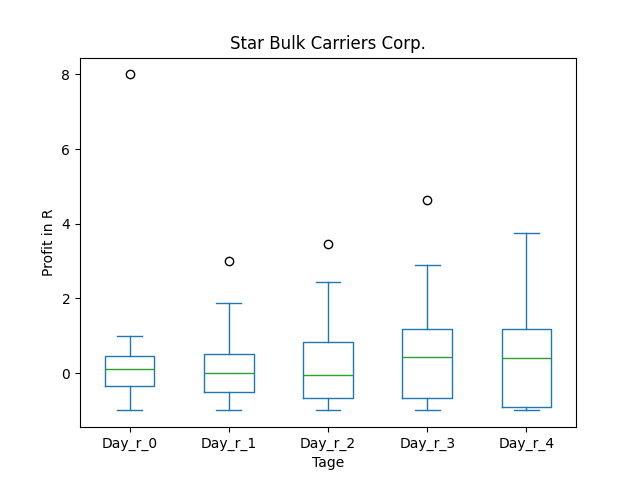 Star Bulk Carriers Corp.
Profit in R
8
6
4
2
0
Day_r_0 Day_r_1 Day_r_2 Day_r_3 Day_r_4
Tage